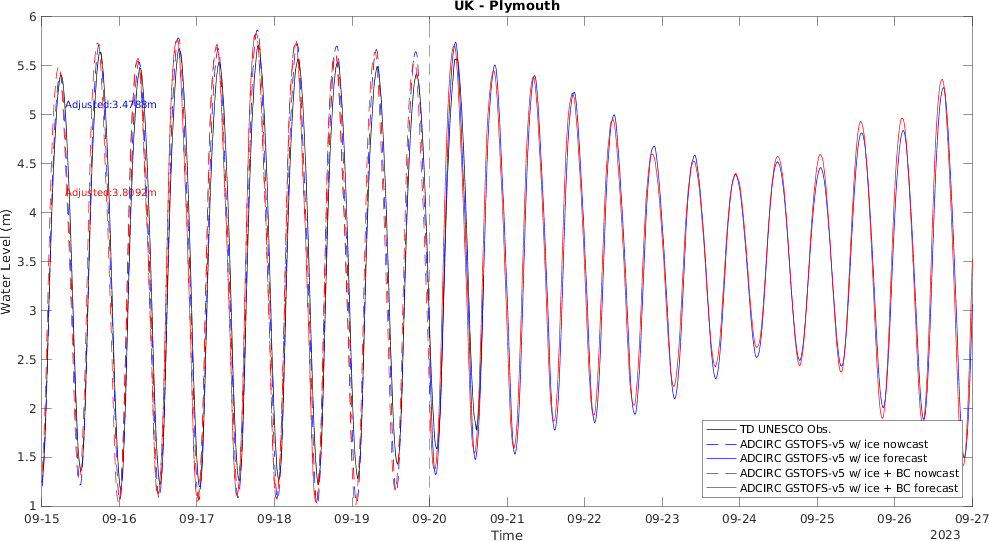 UK - Plymouth
6
5.5
5
4.5
4
3.5
3
2.5
2
1.5
1
Water Level (m)
Adjusted:3.4788m
Adjusted:3.8092m
TD UNESCO Obs.
ADCIRC GSTOFS-v5 w/ ice nowcast
ADCIRC GSTOFS-v5 w/ ice forecast
ADCIRC GSTOFS-v5 w/ ice + BC nowcast
ADCIRC GSTOFS-v5 w/ ice + BC forecast
09-15 09-16 09-17 09-18 09-19 09-20 09-21 09-22 09-23 09-24 09-25 09-26 09-27
Time
2023